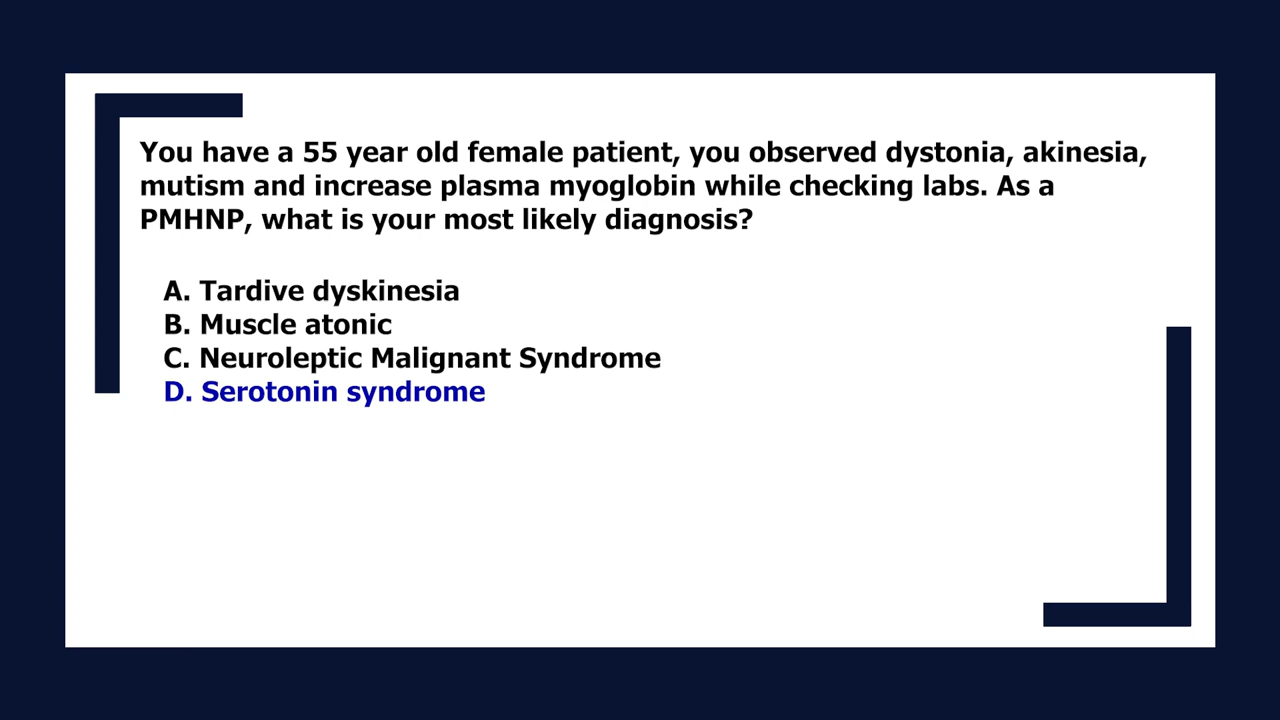 You have a 55 year old female patient, you observed dystonia, akinesia,
mutism and increase plasma myoglobin while checking labs. As a
PMHNP, what is your most likely diagnosis?
A. Tardive dyskinesia
B. Muscle atonic
C. Neuroleptic Malignant Syndrome
D. Serotonin syndrome